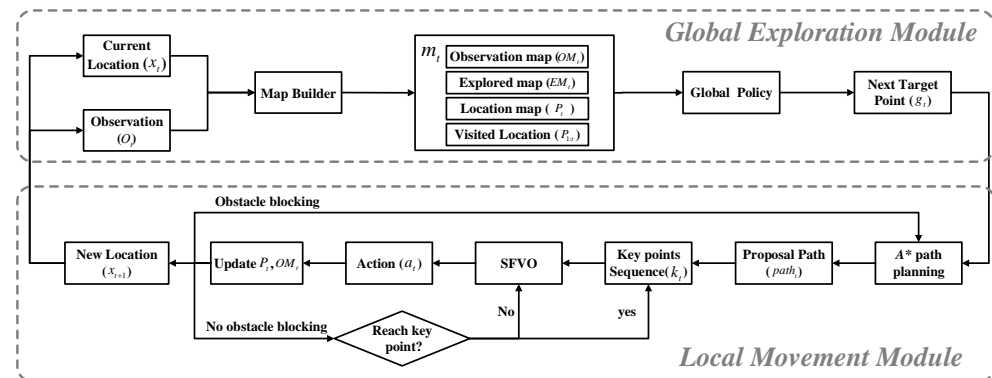 Global Exploration Module
Current
Location (x_t)
Observation
(O_t)
Map Builder
m_t
Observation map (OM_t)
Explored map (EM_t)
Location map ( P_t )
Visited Location ( P_{1:t} )
Global Policy
Next Target
Point (g_t)
Obstacle blocking
New Location
(x_{t+1})
Update P_t, OM_t
Action (a_t)
SFVO
Key points
Sequence(k_t)
Proposal Path
( path_t )
A* path
planning
No
yes
No obstacle blocking
Reach key
point?
Local Movement Module